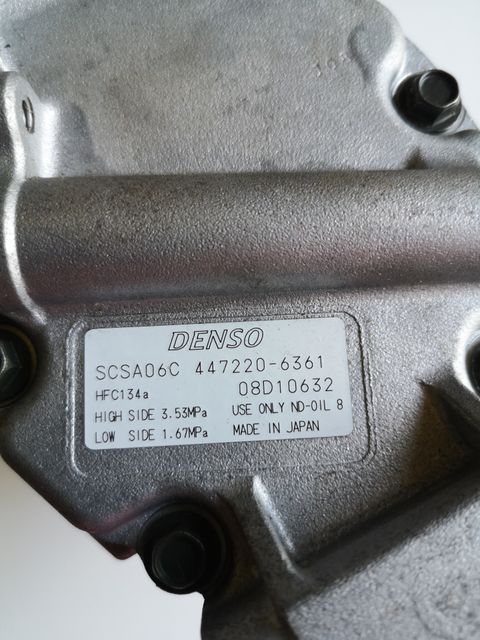 DENSO
SCSA06C 447220-6361
HFC134a 08D10632
HIGH SIDE 3.53MPa USE ONLY ND-OIL 8
LOW SIDE 1.67MPa MADE IN JAPAN